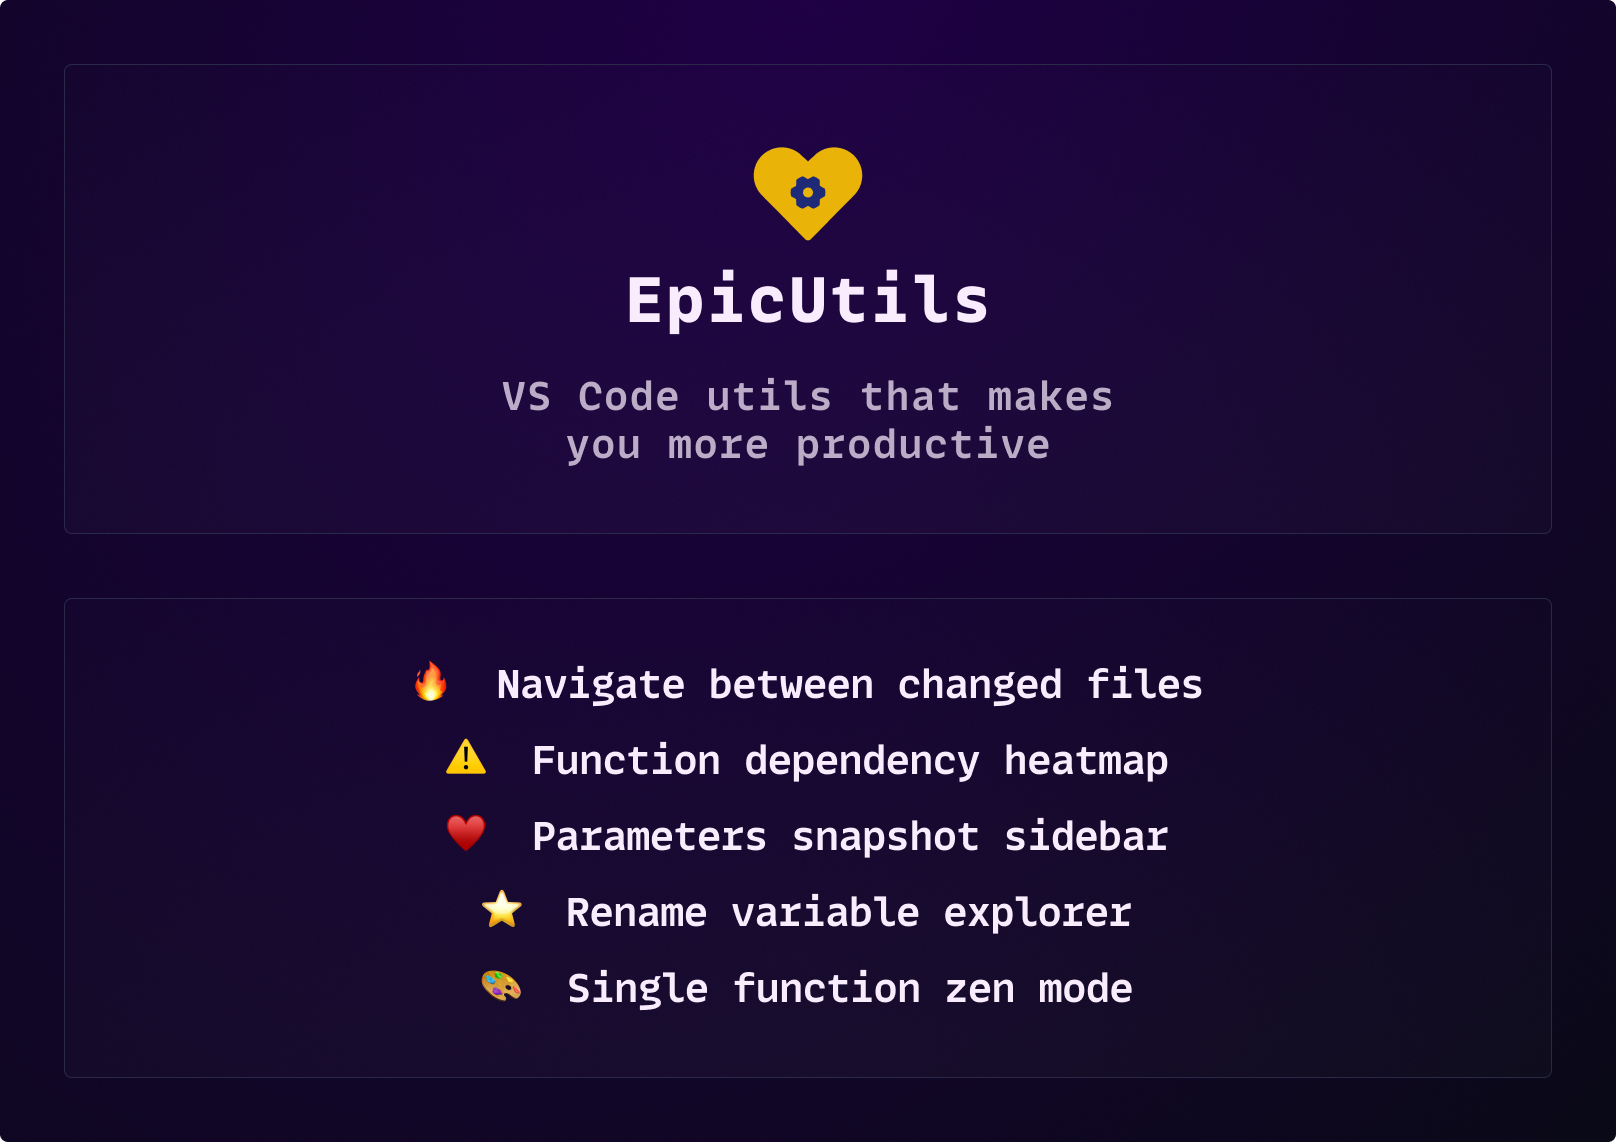 EpicUtils
VS Code utils that makes
you more productive
🔥 Navigate between changed files
⚠️ Function dependency heatmap
♥️ Parameters snapshot sidebar
⭐ Rename variable explorer
🎨 Single function zen mode